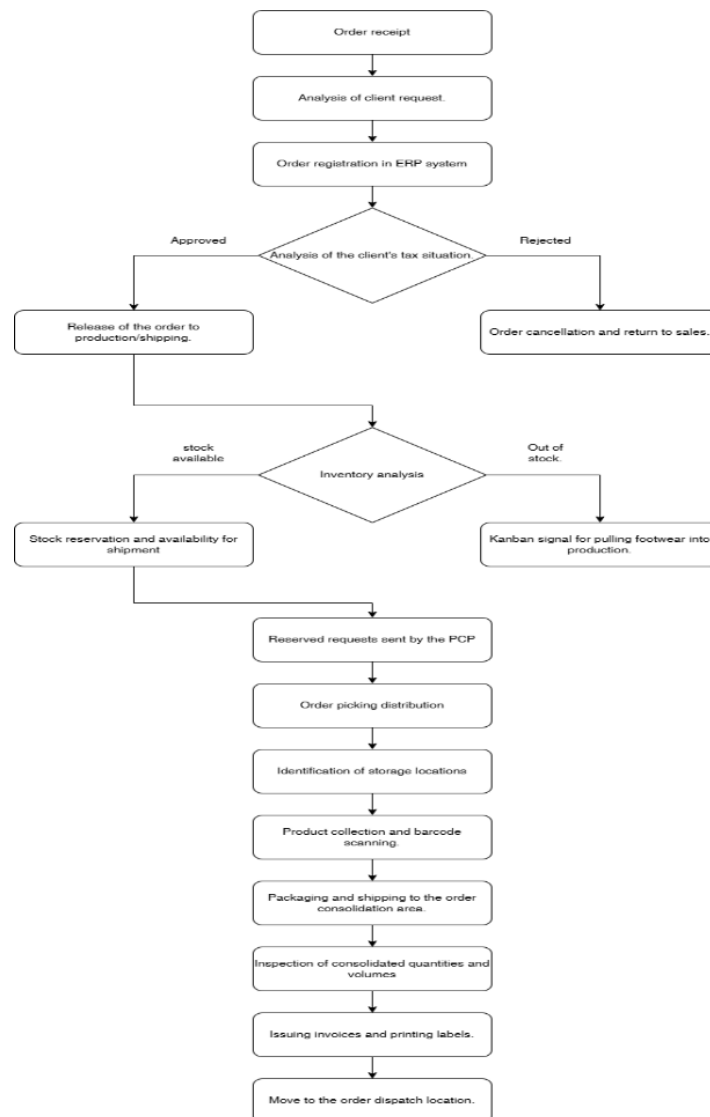 Order receipt
Analysis of client request.
Order registration in ERP system
Approved
Rejected
Analysis of the client's tax situation.
Release of the order to
production/shipping.
Order cancellation and return to sales.
stock
available
Out of
stock.
Inventory analysis
Stock reservation and availability for
shipment
Kanban signal for pulling footwear into
production.
Reserved requests sent by the PCP
Order picking distribution
Identification of storage locations
Product collection and barcode
scanning.
Packaging and shipping to the order
consolidation area.
Inspection of consolidated quantities and
volumes
Issuing invoices and printing labels.
Move to the order dispatch location.